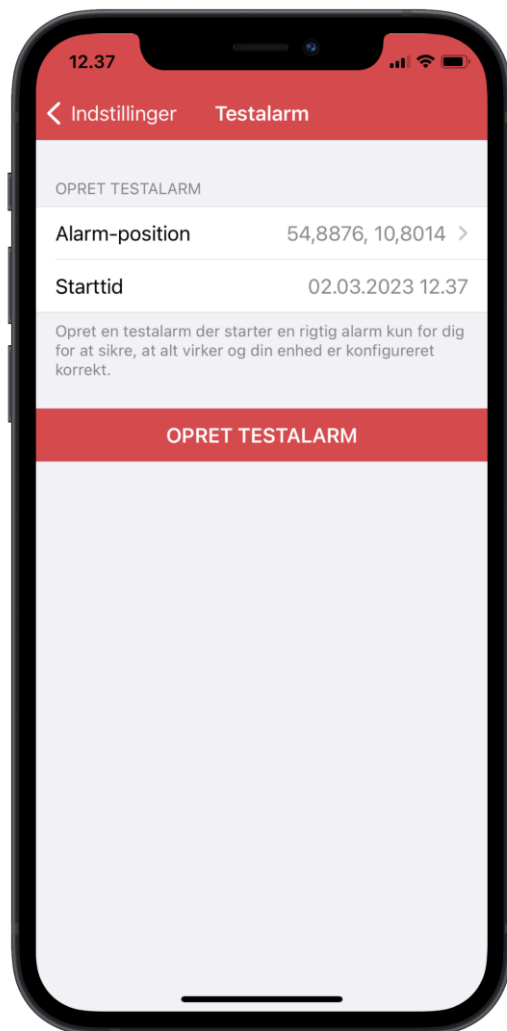 12.37
Indstillinger Testalarm
OPRET TESTALARM
Alarm-position 54,8876, 10,8014
Starttid 02.03.2023 12.37
Opret en testalarm der starter en rigtig alarm kun for dig
for at sikre, at alt virker og din enhed er konfigureret
korrekt.
OPRET TESTALARM